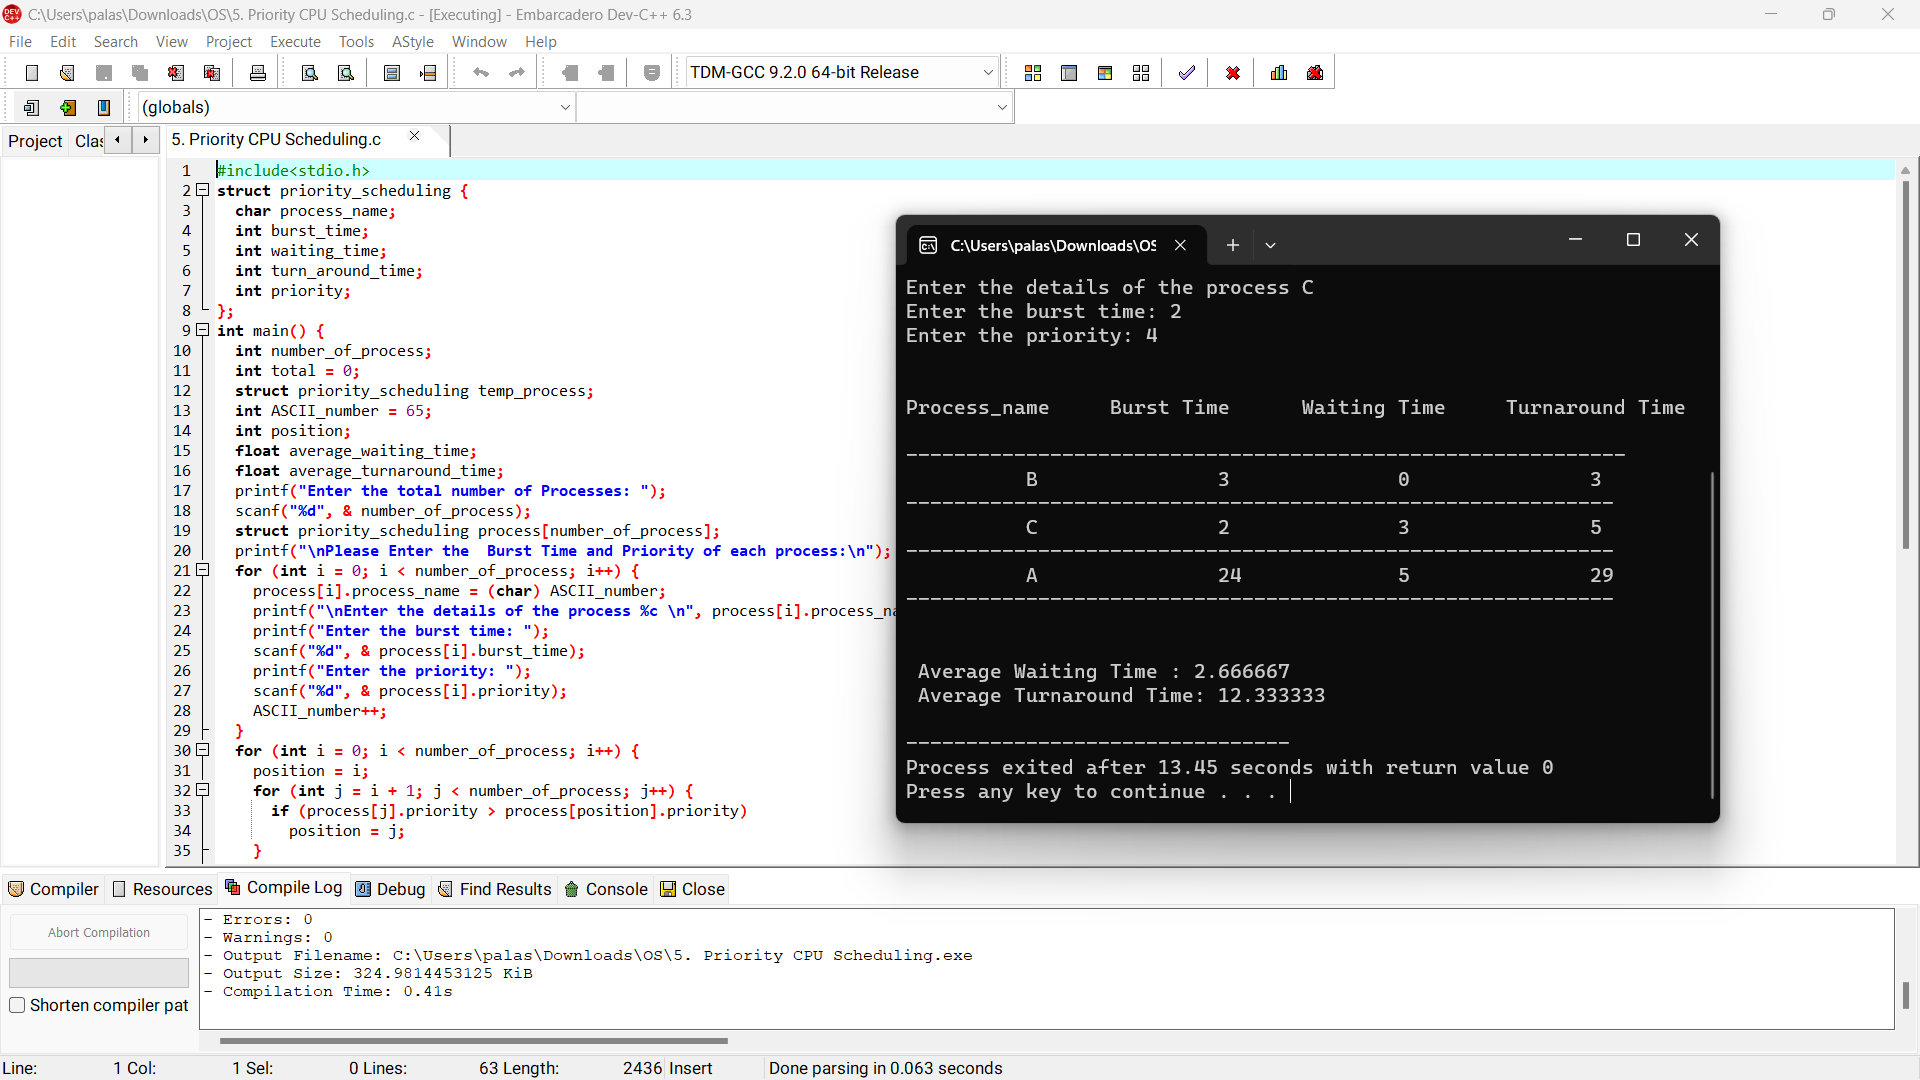 C:\Users\palas\Downloads\OS\5. Priority CPU Scheduling.c - [Executing] - Embarcadero Dev-C++ 6.3
File Edit Search View Project Execute Tools AStyle Window Help
TDM-GCC 9.2.0 64-bit Release
(globals)
Project Clas
5. Priority CPU Scheduling.c
1 #include<stdio.h>
2 struct priority_scheduling {
3 char process_name;
4 int burst_time;
5 int waiting_time;
6 int turn_around_time;
7 int priority;
8 };
9 int main() {
10 int number_of_process;
11 int total = 0;
12 struct priority_scheduling temp_process;
13 int ASCII_number = 65;
14 int position;
15 float average_waiting_time;
16 float average_turnaround_time;
17 printf("Enter the total number of Processes: ");
18 scanf("%d", & number_of_process);
19 struct priority_scheduling process[number_of_process];
20 printf("\nPlease Enter the  Burst Time and Priority of each process:\n");
21 for (int i = 0; i < number_of_process; i++) {
22 process[i].process_name = (char) ASCII_number;
23 printf("\nEnter the details of the process %c \n", process[i].process_na
24 printf("Enter the burst time: ");
25 scanf("%d", & process[i].burst_time);
26 printf("Enter the priority: ");
27 scanf("%d", & process[i].priority);
28 ASCII_number++;
29 }
30 for (int i = 0; i < number_of_process; i++) {
31 position = i;
32 for (int j = i + 1; j < number_of_process; j++) {
33 if (process[j].priority > process[position].priority)
34 position = j;
35 }
C:\Users\palas\Downloads\OS
Enter the details of the process C
Enter the burst time: 2
Enter the priority: 4
Process_name Burst Time Waiting Time Turnaround Time
------------------------------------------------------------
B 3 0 3
-----------------------------------------------------------
C 2 3 5
-----------------------------------------------------------
A 24 5 29
-----------------------------------------------------------
Average Waiting Time : 2.666667
Average Turnaround Time: 12.333333
--------------------------------
Process exited after 13.45 seconds with return value 0
Press any key to continue . . .
Compiler Resources Compile Log Debug Find Results Console Close
Abort Compilation
Shorten compiler pat
- Errors: 0
- Warnings: 0
- Output Filename: C:\Users\palas\Downloads\OS\5. Priority CPU Scheduling.exe
- Output Size: 324.9814453125 KiB
- Compilation Time: 0.41s
Line: 1 Col: 1 Sel: 0 Lines: 63 Length: 2436 Insert Done parsing in 0.063 seconds